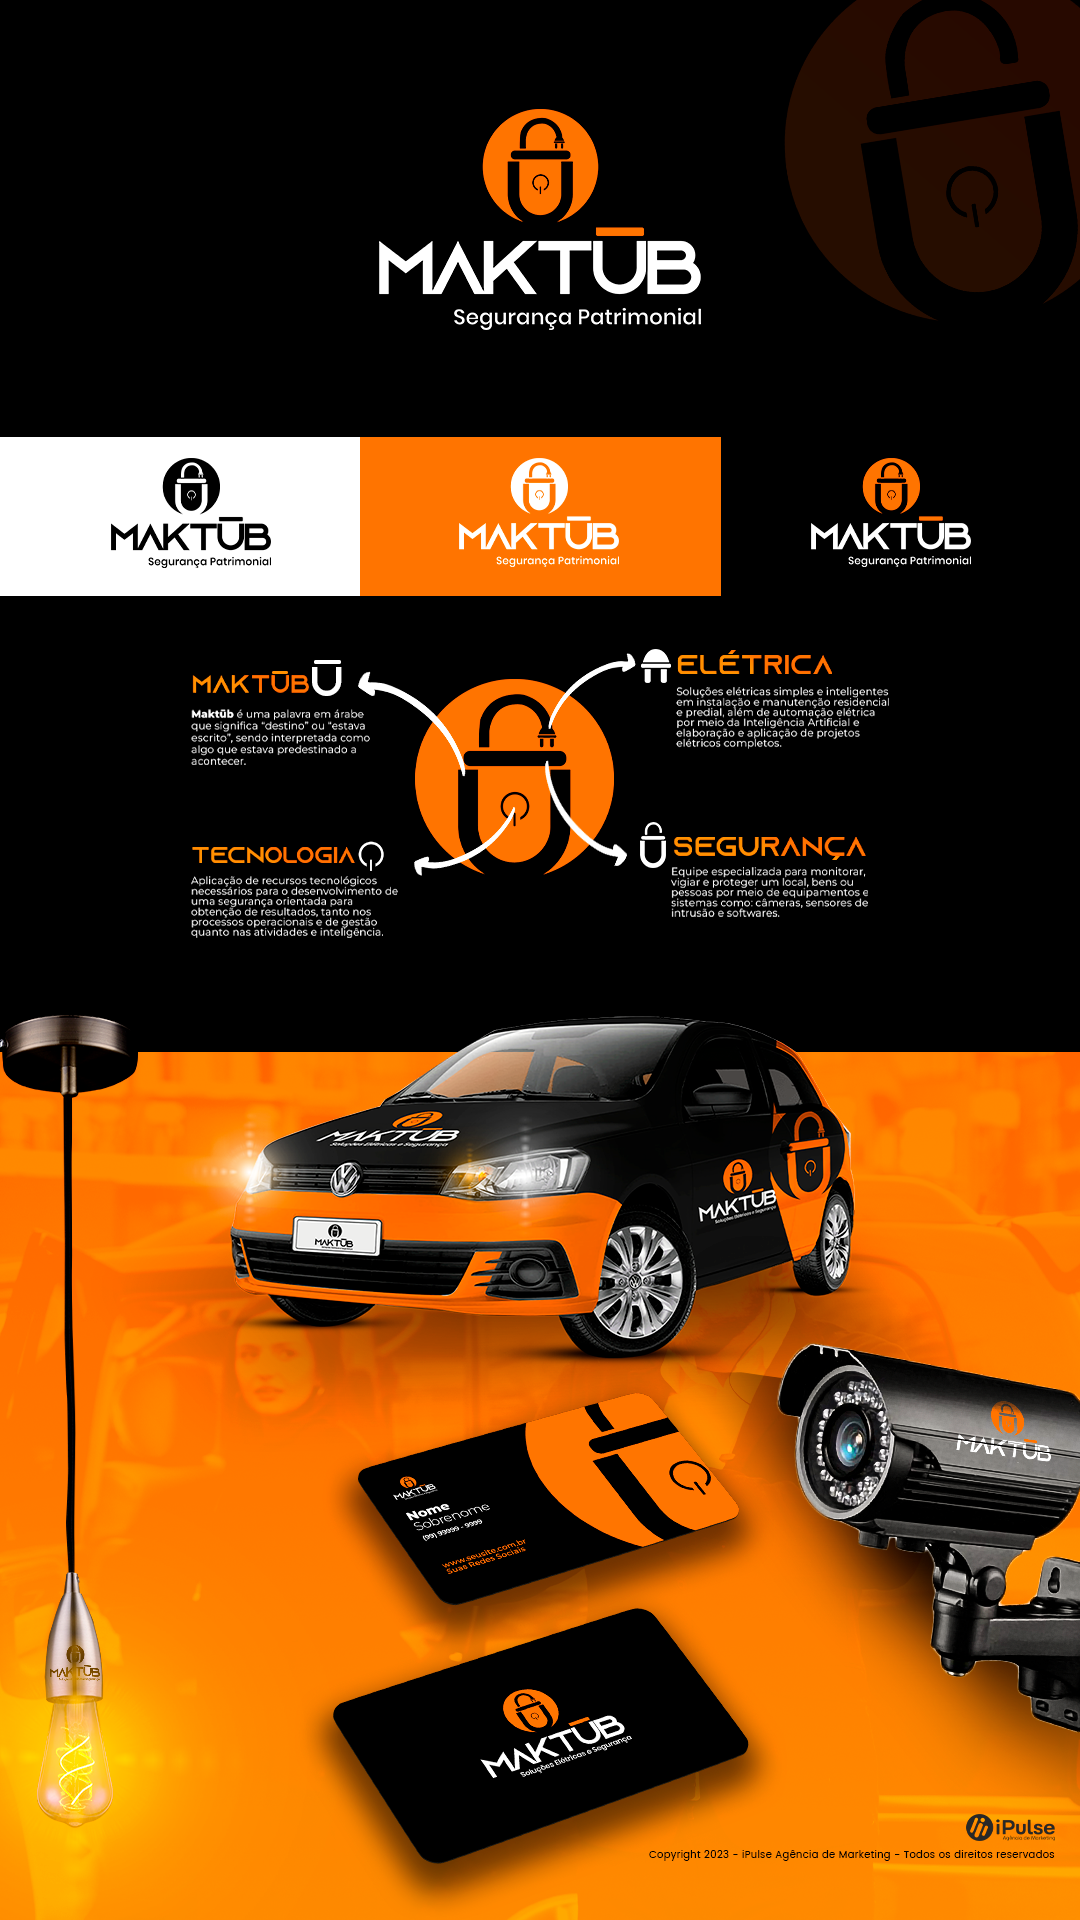 MAKTŪB
Segurança Patrimonial
MAKTŪB
Segurança Patrimonial
MAKTŪB
Segurança Patrimonial
MAKTŪB
Segurança Patrimonial
MAKTŪBŪ
Maktūb é uma palavra em árabe
que significa “destino” ou “estava
escrito”, sendo interpretada como
algo que estava predestinado a
acontecer.
ELÉTRICA
Soluções elétricas simples e inteligentes
em instalação e manutenção residencial
e predial, além de automação elétrica
por meio da Inteligência Artificial e
elaboração e aplicação de projetos
elétricos completos.
TECNOLOGIA
Aplicação de recursos tecnológicos
necessários para o desenvolvimento de
uma segurança orientada para
obtenção de resultados, tanto nos
processos operacionais e de gestão
quanto nas atividades e inteligência.
SEGURANÇA
Equipe especializada para monitorar,
vigiar e proteger um local, bens ou
pessoas por meio de equipamentos e
sistemas como: câmeras, sensores de
intrusão e softwares.
MAKTŪB
Soluções Elétricas e Segurança
MAKTŪB
Soluções Elétricas e Segurança
MAKTŪB
MAKTŪB
MAKTŪB
Nome
Sobrenome
(99) 99999 - 9999
www.seusite.com.br
Suas Redes Sociais
MAKTŪB
MAKTŪB
Soluções Elétricas e Segurança
iPulse
Agência de Marketing
Copyright 2023 - iPulse Agência de Marketing - Todos os direitos reservados